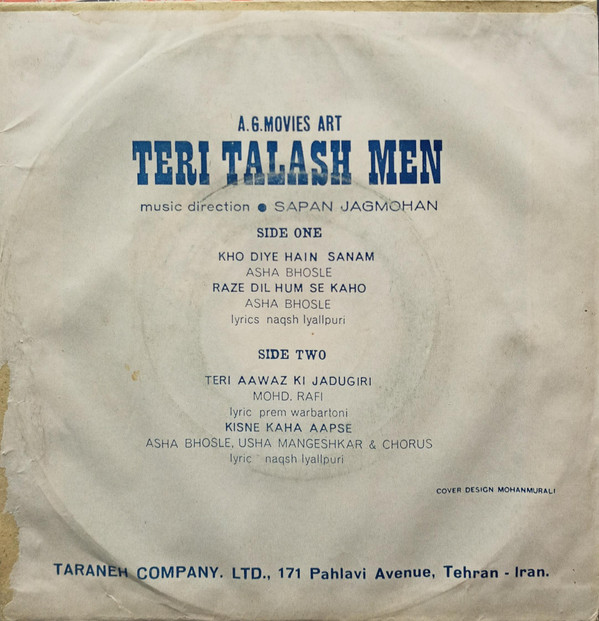 A.G.MOVIES ART
TERI TALASH MEN
music direction ● SAPAN JAGMOHAN
SIDE ONE
KHO DIYE HAIN SANAM
ASHA BHOSLE
RAZE DIL HUM SE KAHO
ASHA BHOSLE
lyrics naqsh lyallpuri
SIDE TWO
TERI AAWAZ KI JADUGIRI
MOHD. RAFI
lyric prem warbartoni
KISNE KAHA AAPSE
ASHA BHOSLE, USHA MANGESHKAR & CHORUS
lyric naqsh lyallpuri
COVER DESIGN MOHANMURALI
TARANEH COMPANY. LTD., 171 Pahlavi Avenue, Tehran - Iran.